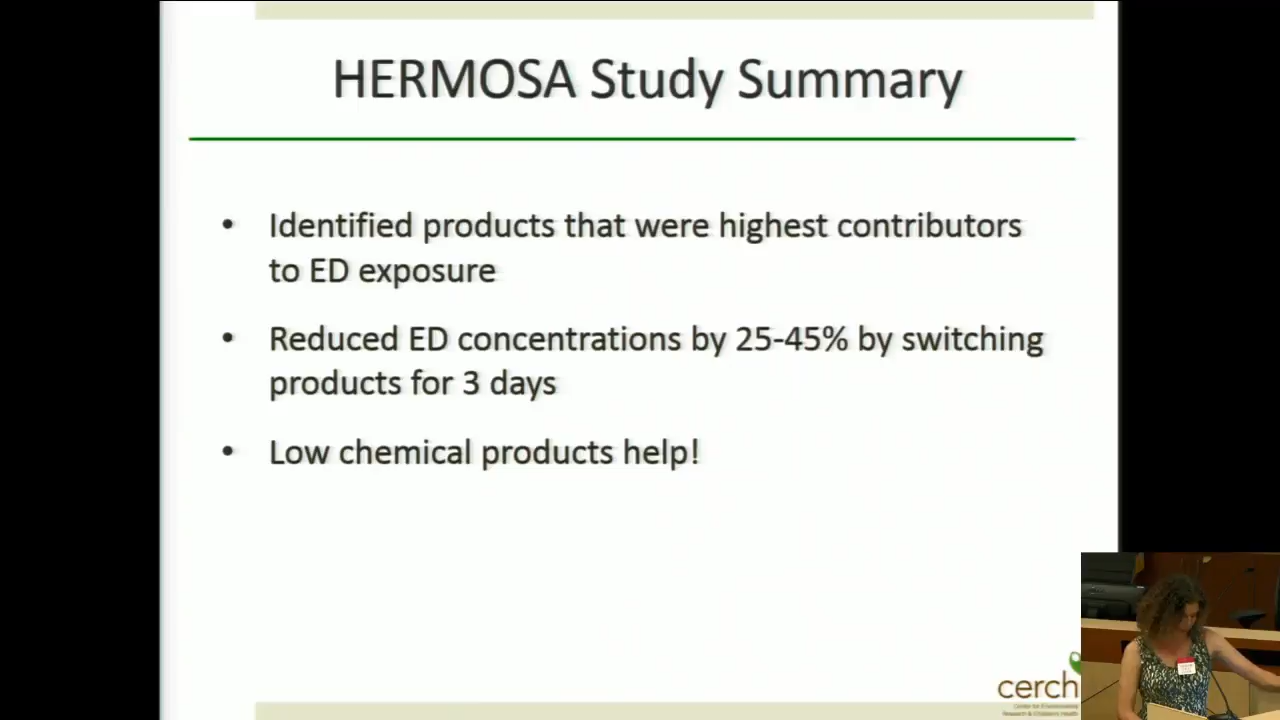 HERMOSA Study Summary
• Identified products that were highest contributors
to ED exposure
• Reduced ED concentrations by 25-45% by switching
products for 3 days
• Low chemical products help!
cerch
Center for Environmental
Research & Children's Health